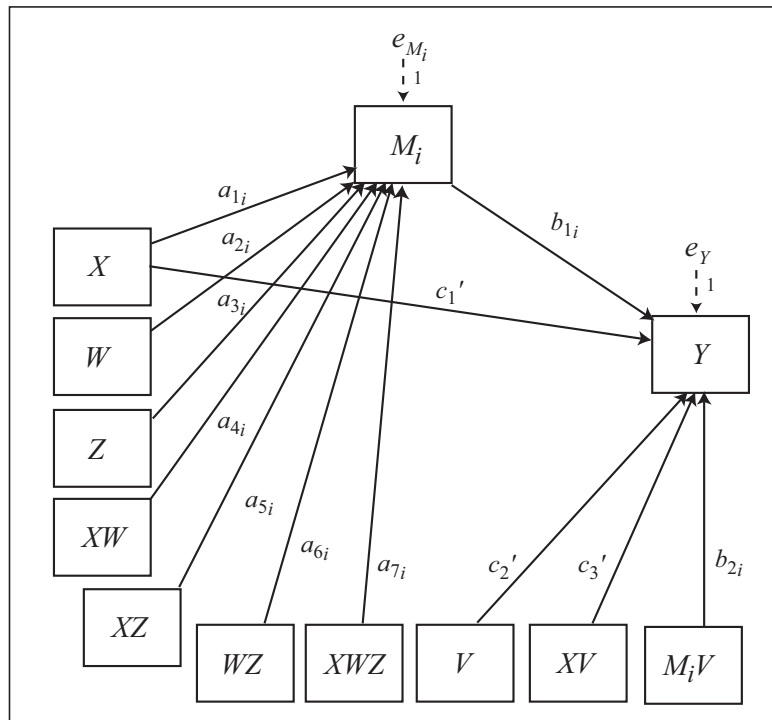 e_{M_i}
1
M_i
a_{1i}
a_{2i}
b_{1i}
X
e_Y
1
a_{3i}
c_1'
W
Y
Z
a_{4i}
XW
a_{5i}
a_{6i}
a_{7i}
c_2'
c_3'
b_{2i}
XZ
WZ
XWZ
V
XV
M_iV